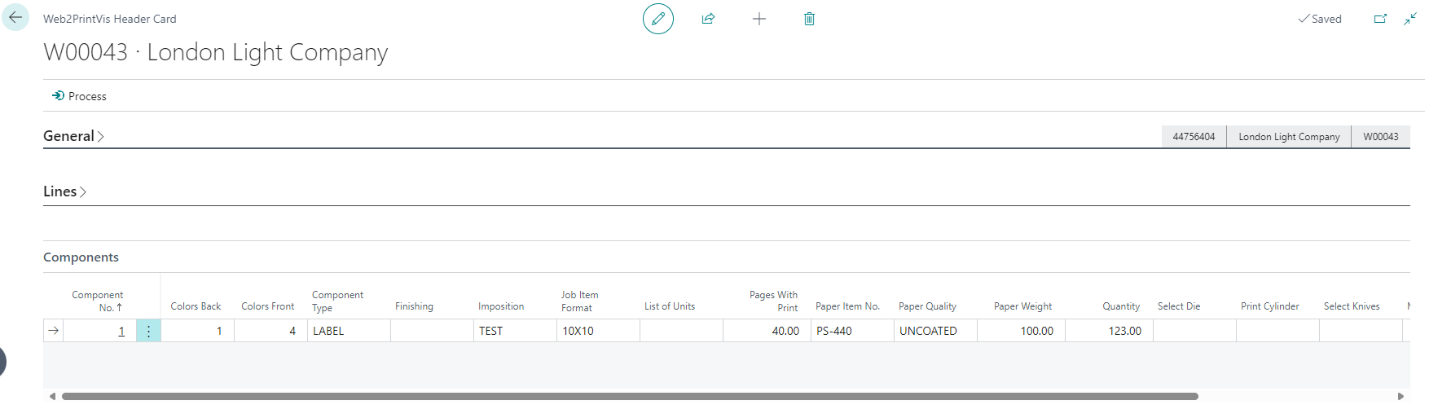 Web2PrintVis Header Card
Saved
W00043 · London Light Company
Process
General
44756404 London Light Company W00043
Lines
Components
Component No. ↑ Colors Back Colors Front Component Type Finishing Imposition Job Item Format List of Units Pages With Print Paper Item No. Paper Quality Paper Weight Quantity Select Die Print Cylinder Select Knives
1 1 4 LABEL TEST 10X10 40.00 PS-440 UNCOATED 100.00 123.00